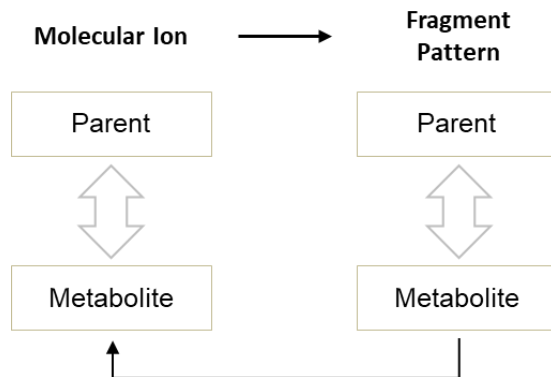 Molecular Ion
Fragment
Pattern
Parent
Parent
Metabolite
Metabolite